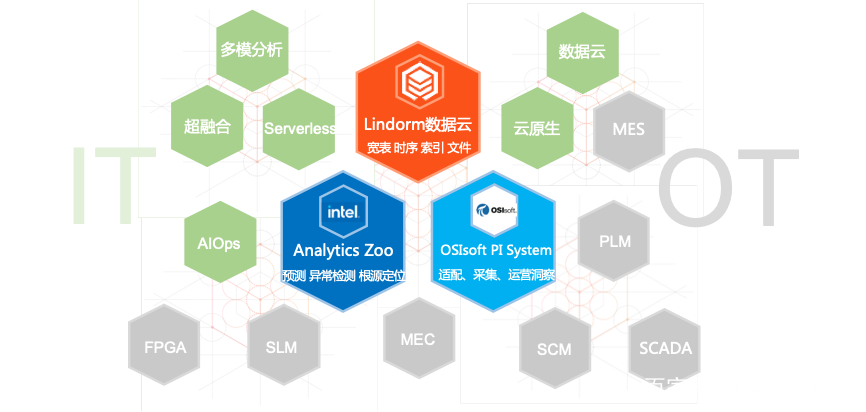 多模分析
数据云
超融合
Serverless
Lindorm数据云
宽表 时序 索引 文件
云原生
MES
IT
OT
AIOps
intel.
Analytics Zoo
预测 异常检测 根源定位
OSIsoft.
OSIsoft PI System
适配、采集、运营洞察
PLM
FPGA
SLM
MEC
SCM
SCADA